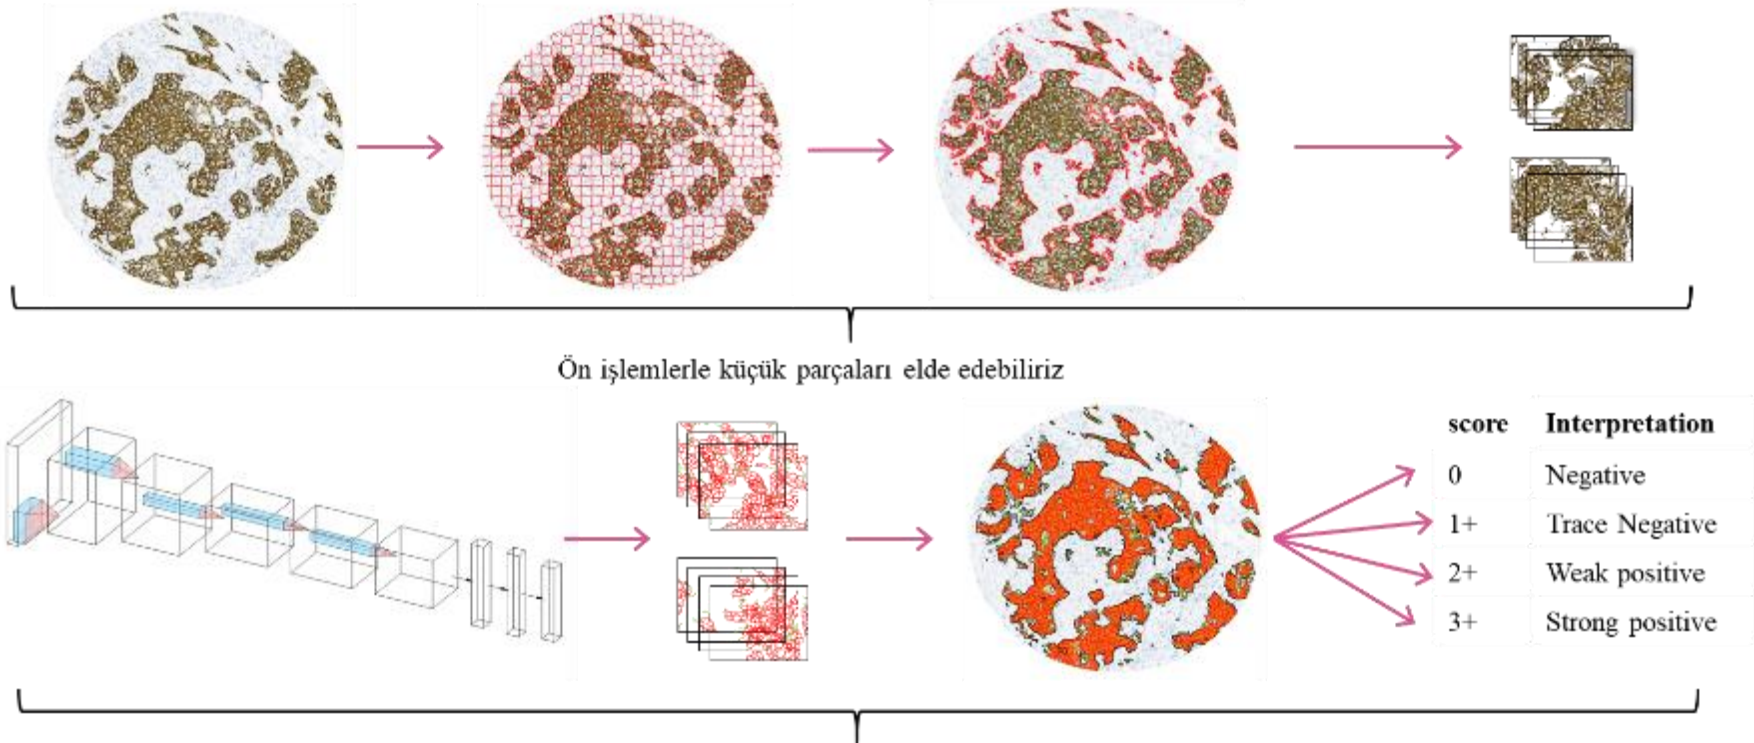 Ön işlemlerle küçük parçaları elde edebiliriz
score Interpretation
0 Negative
1+ Trace Negative
2+ Weak positive
3+ Strong positive